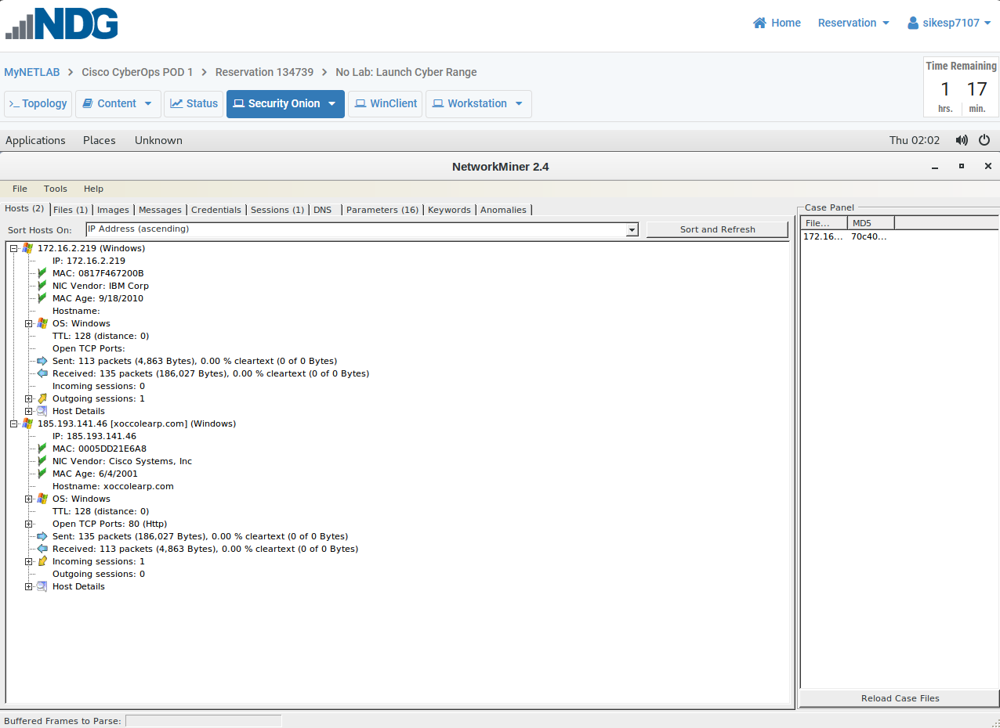 NDG
Home Reservation sikesp7107
MyNETLAB > Cisco CyberOps POD 1 > Reservation 134739 > No Lab: Launch Cyber Range
Time Remaining
1 17
hrs. min.
>_ Topology Content Status Security Onion WinClient Workstation
Applications Places Unknown Thu 02:02
NetworkMiner 2.4
File Tools Help
Hosts (2) Files (1) Images Messages Credentials Sessions (1) DNS Parameters (16) Keywords Anomalies
Case Panel
Sort Hosts On: IP Address (ascending) Sort and Refresh
File... MD5
172.16... 70c40...
172.16.2.219 (Windows)
IP: 172.16.2.219
MAC: 0817F467200B
NIC Vendor: IBM Corp
MAC Age: 9/18/2010
Hostname:
OS: Windows
TTL: 128 (distance: 0)
Open TCP Ports:
Sent: 113 packets (4,863 Bytes), 0.00 % cleartext (0 of 0 Bytes)
Received: 135 packets (186,027 Bytes), 0.00 % cleartext (0 of 0 Bytes)
Incoming sessions: 0
Outgoing sessions: 1
Host Details
185.193.141.46 [xoccolearp.com] (Windows)
IP: 185.193.141.46
MAC: 0005DD21E6A8
NIC Vendor: Cisco Systems, Inc
MAC Age: 6/4/2001
Hostname: xoccolearp.com
OS: Windows
TTL: 128 (distance: 0)
Open TCP Ports: 80 (Http)
Sent: 135 packets (186,027 Bytes), 0.00 % cleartext (0 of 0 Bytes)
Received: 113 packets (4,863 Bytes), 0.00 % cleartext (0 of 0 Bytes)
Incoming sessions: 1
Outgoing sessions: 0
Host Details
Reload Case Files
Buffered Frames to Parse: